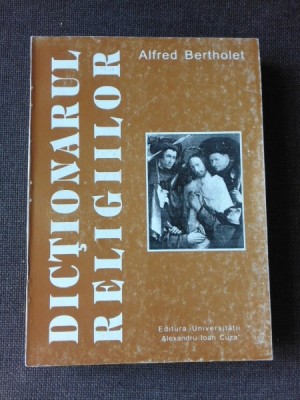 DICŢIONARUL
RELIGIILOR
Alfred Bertholet
Editura Universităţii
"Alexandru Ioan Cuza"